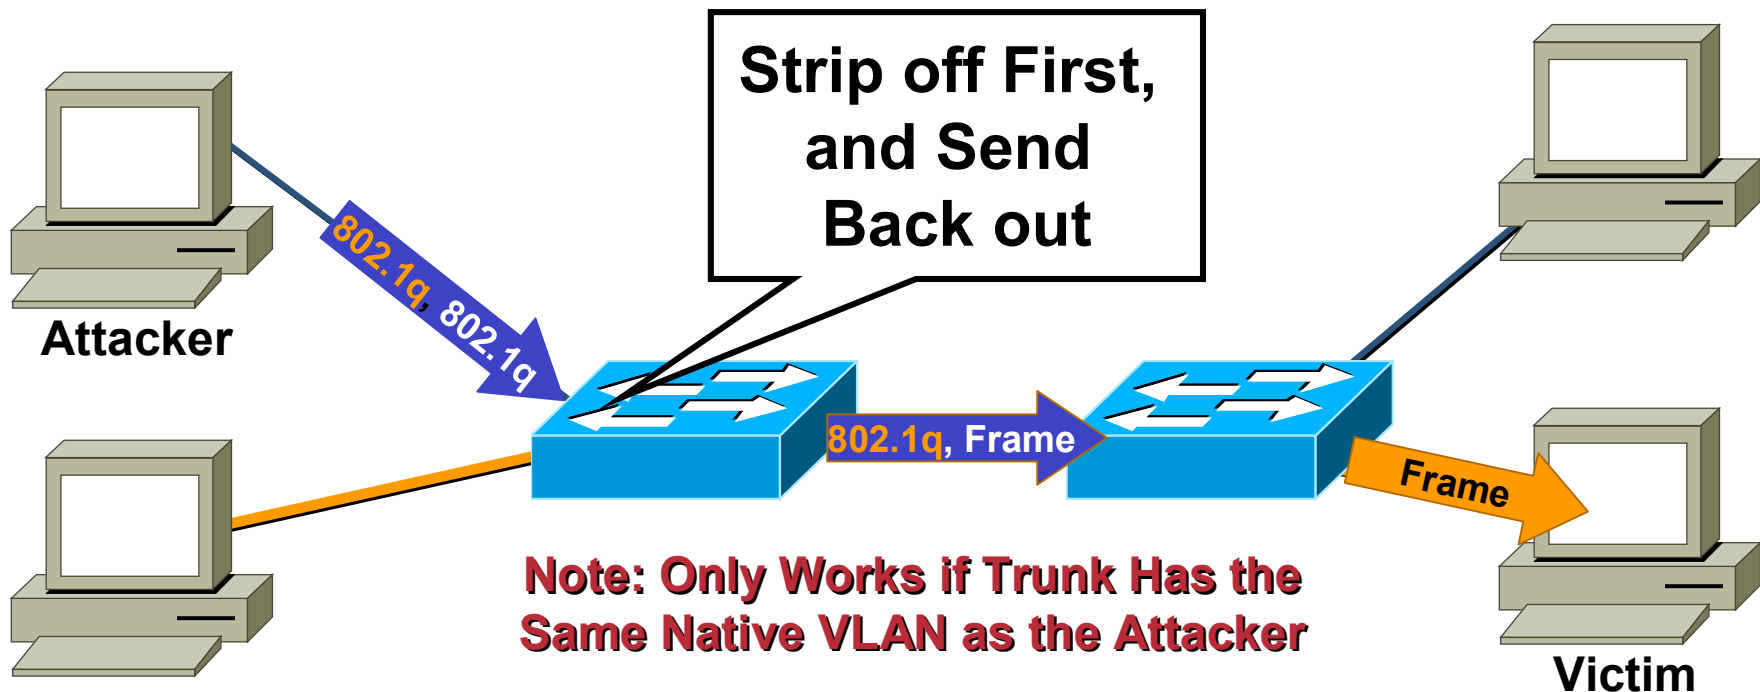 Strip off First,
and Send
Back out
802.1q, 802.1q
Attacker
802.1q, Frame
Frame
Note: Only Works if Trunk Has the
Same Native VLAN as the Attacker
Victim